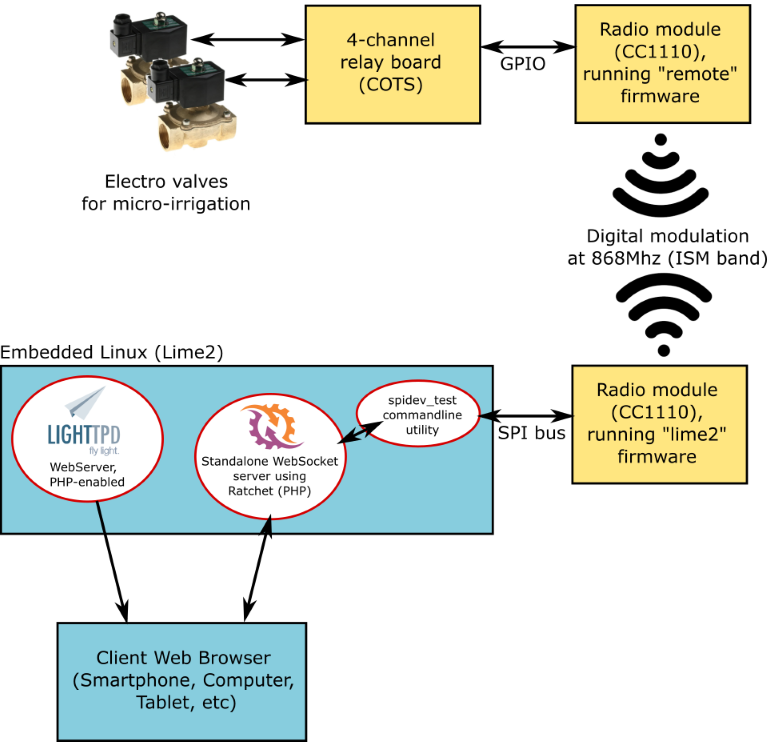 4-channel
relay board
(COTS)
GPIO
Radio module
(CC1110),
running "remote"
firmware
Electro valves
for micro-irrigation
Digital modulation
at 868Mhz (ISM band)
Embedded Linux (Lime2)
LIGHTTPD
fly light.
WebServer,
PHP-enabled
Standalone WebSocket
server using
Ratchet (PHP)
spidev_test
commandline
utility
SPI bus
Radio module
(CC1110),
running "lime2"
firmware
Client Web Browser
(Smartphone, Computer,
Tablet, etc)